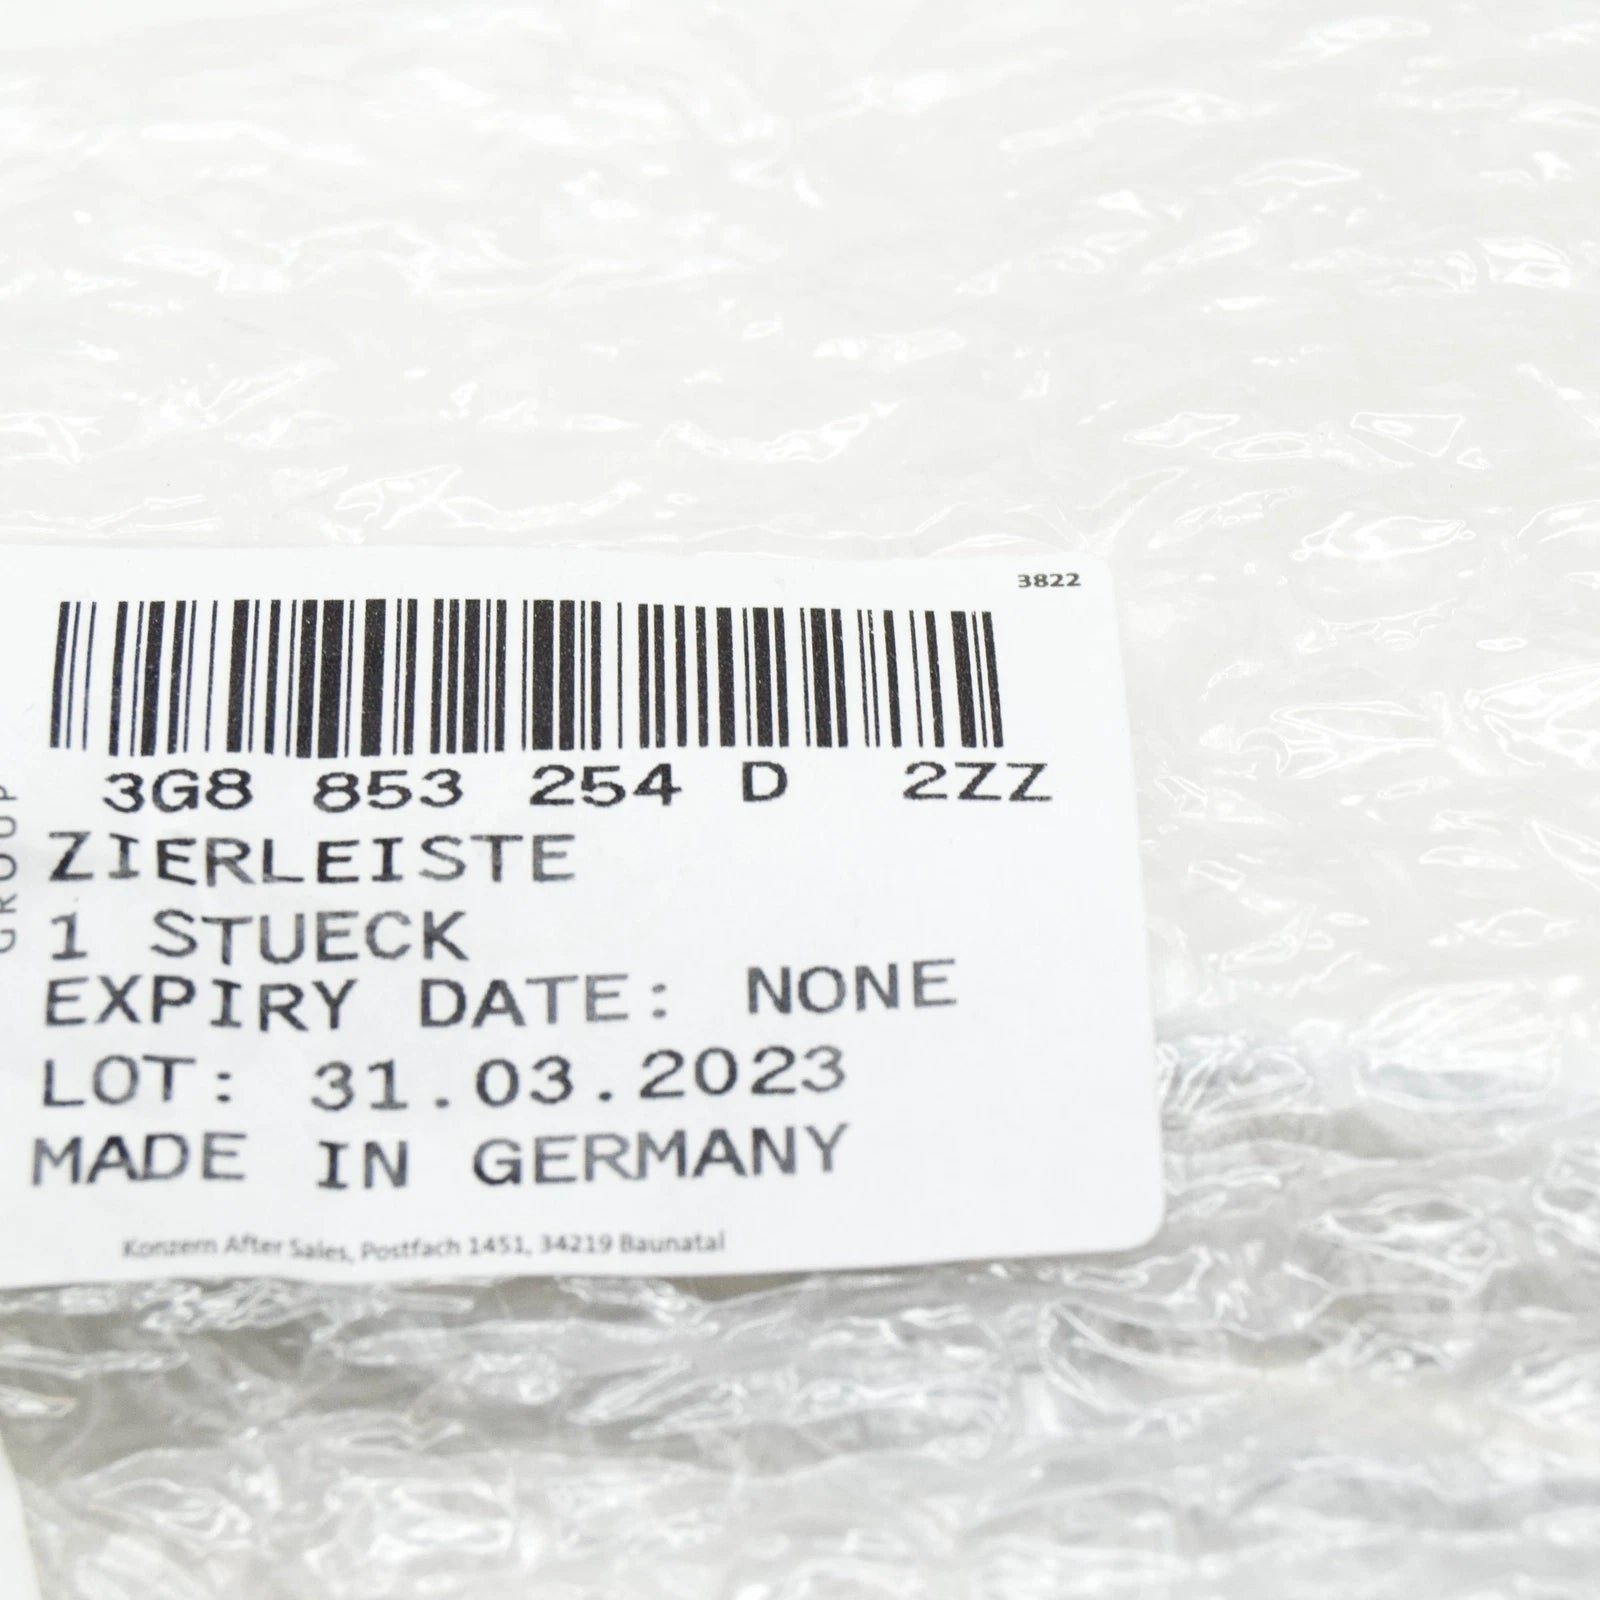 3822
3G8 853 254 D 2ZZ
ZIERLEISTE
1 STUECK
EXPIRY DATE: NONE
LOT: 31.03.2023
MADE IN GERMANY
Konzern After Sales, Postfach 1451, 34219 Baunatal
GROUP